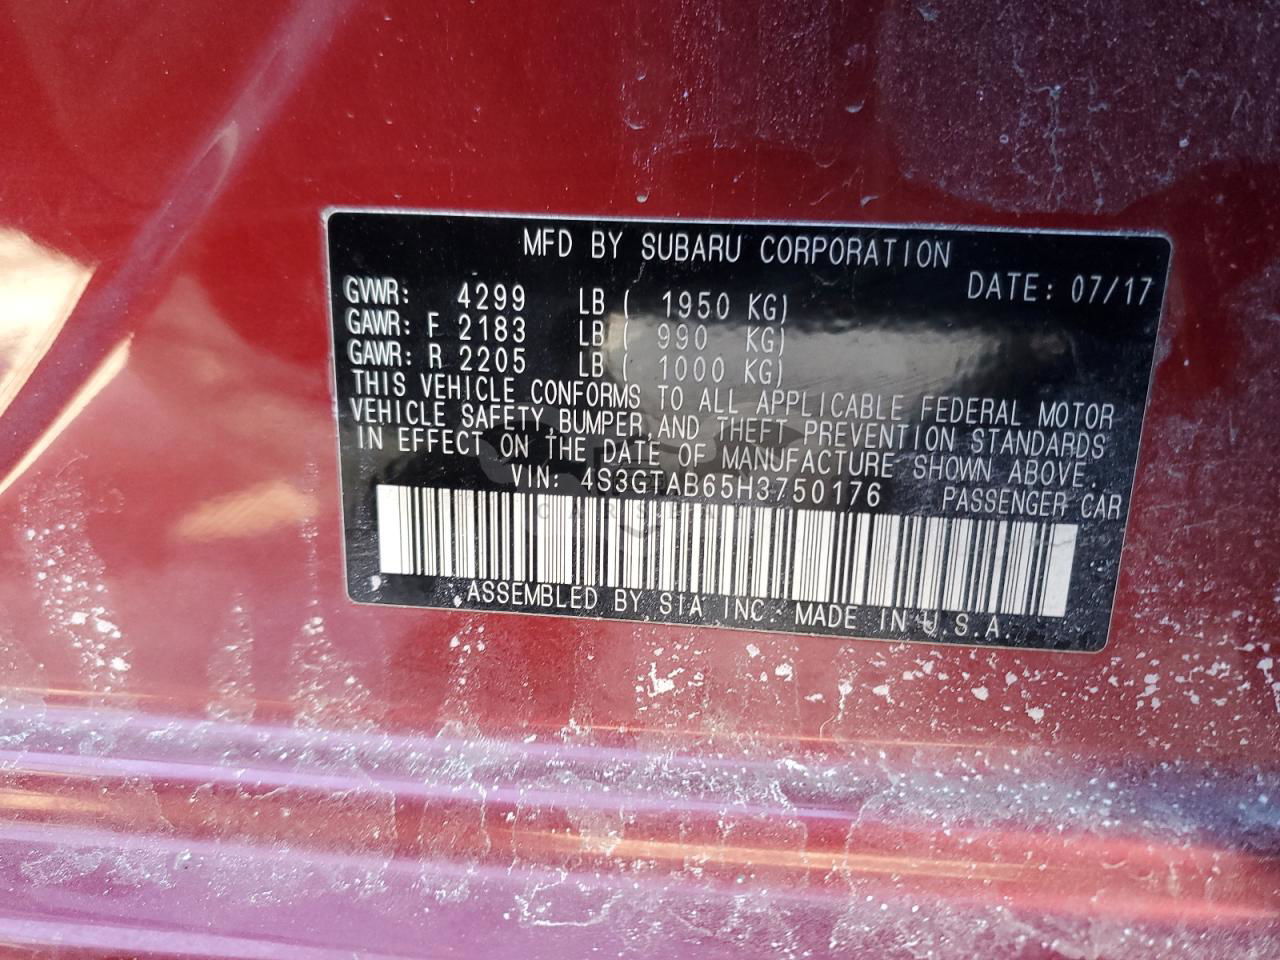 MFD BY SUBARU CORPORATION
DATE: 07/17
GVWR: 4299 LB ( 1950 KG)
GAWR: F 2183 LB ( 990 KG)
GAWR: R 2205 LB ( 1000 KG)
THIS VEHICLE CONFORMS TO ALL APPLICABLE FEDERAL MOTOR
VEHICLE SAFETY, BUMPER, AND THEFT PREVENTION STANDARDS
IN EFFECT ON THE DATE OF MANUFACTURE SHOWN ABOVE.
VIN: 4S3GTAB65H3750176 PASSENGER CAR
ASSEMBLED BY SIA INC. MADE IN U.S.A.